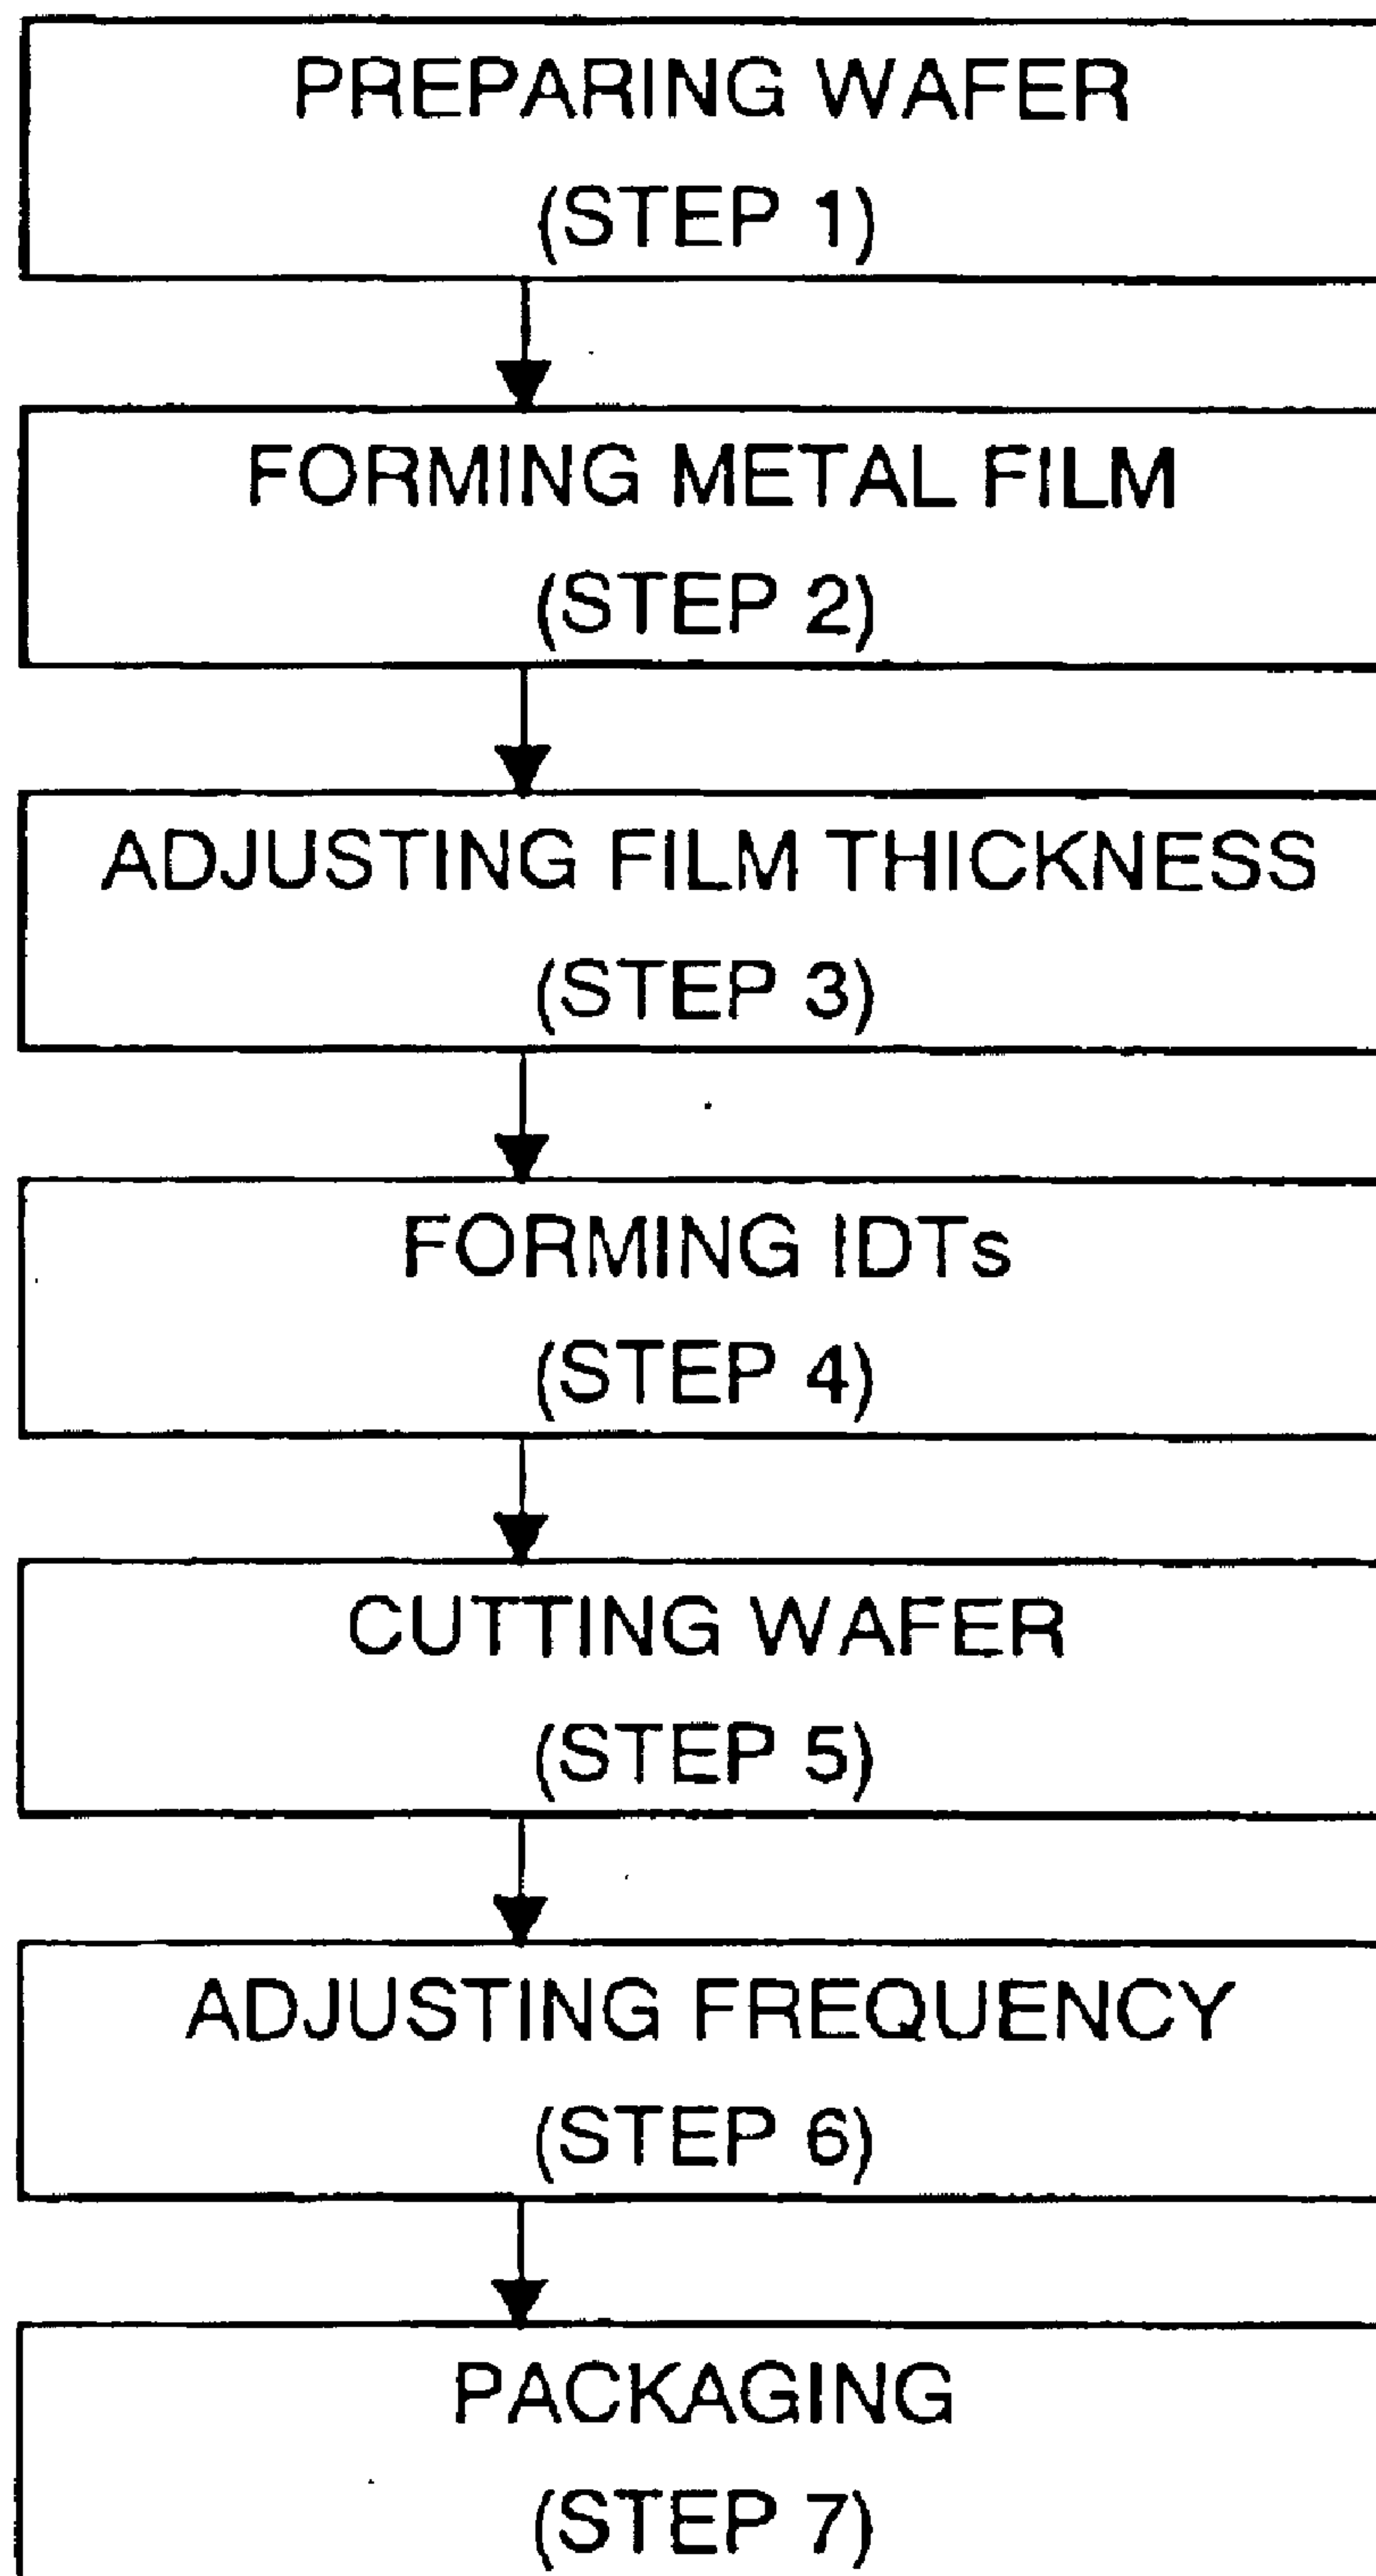 PREPARING WAFER
(STEP 1)
FORMING METAL FILM
(STEP 2)
ADJUSTING FILM THICKNESS
(STEP 3)
FORMING IDTs
(STEP 4)
CUTTING WAFER
(STEP 5)
ADJUSTING FREQUENCY
(STEP 6)
PACKAGING
(STEP 7)